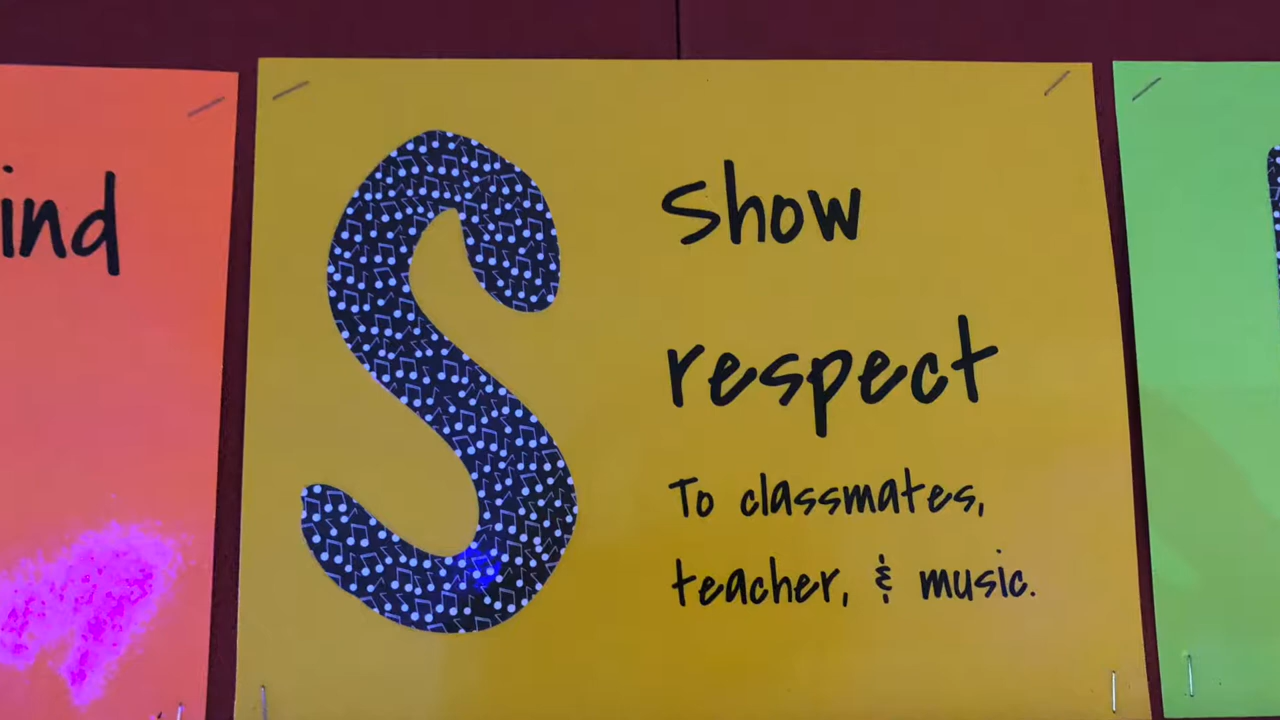 ind
S
Show
respect
To classmates,
teacher, & music.